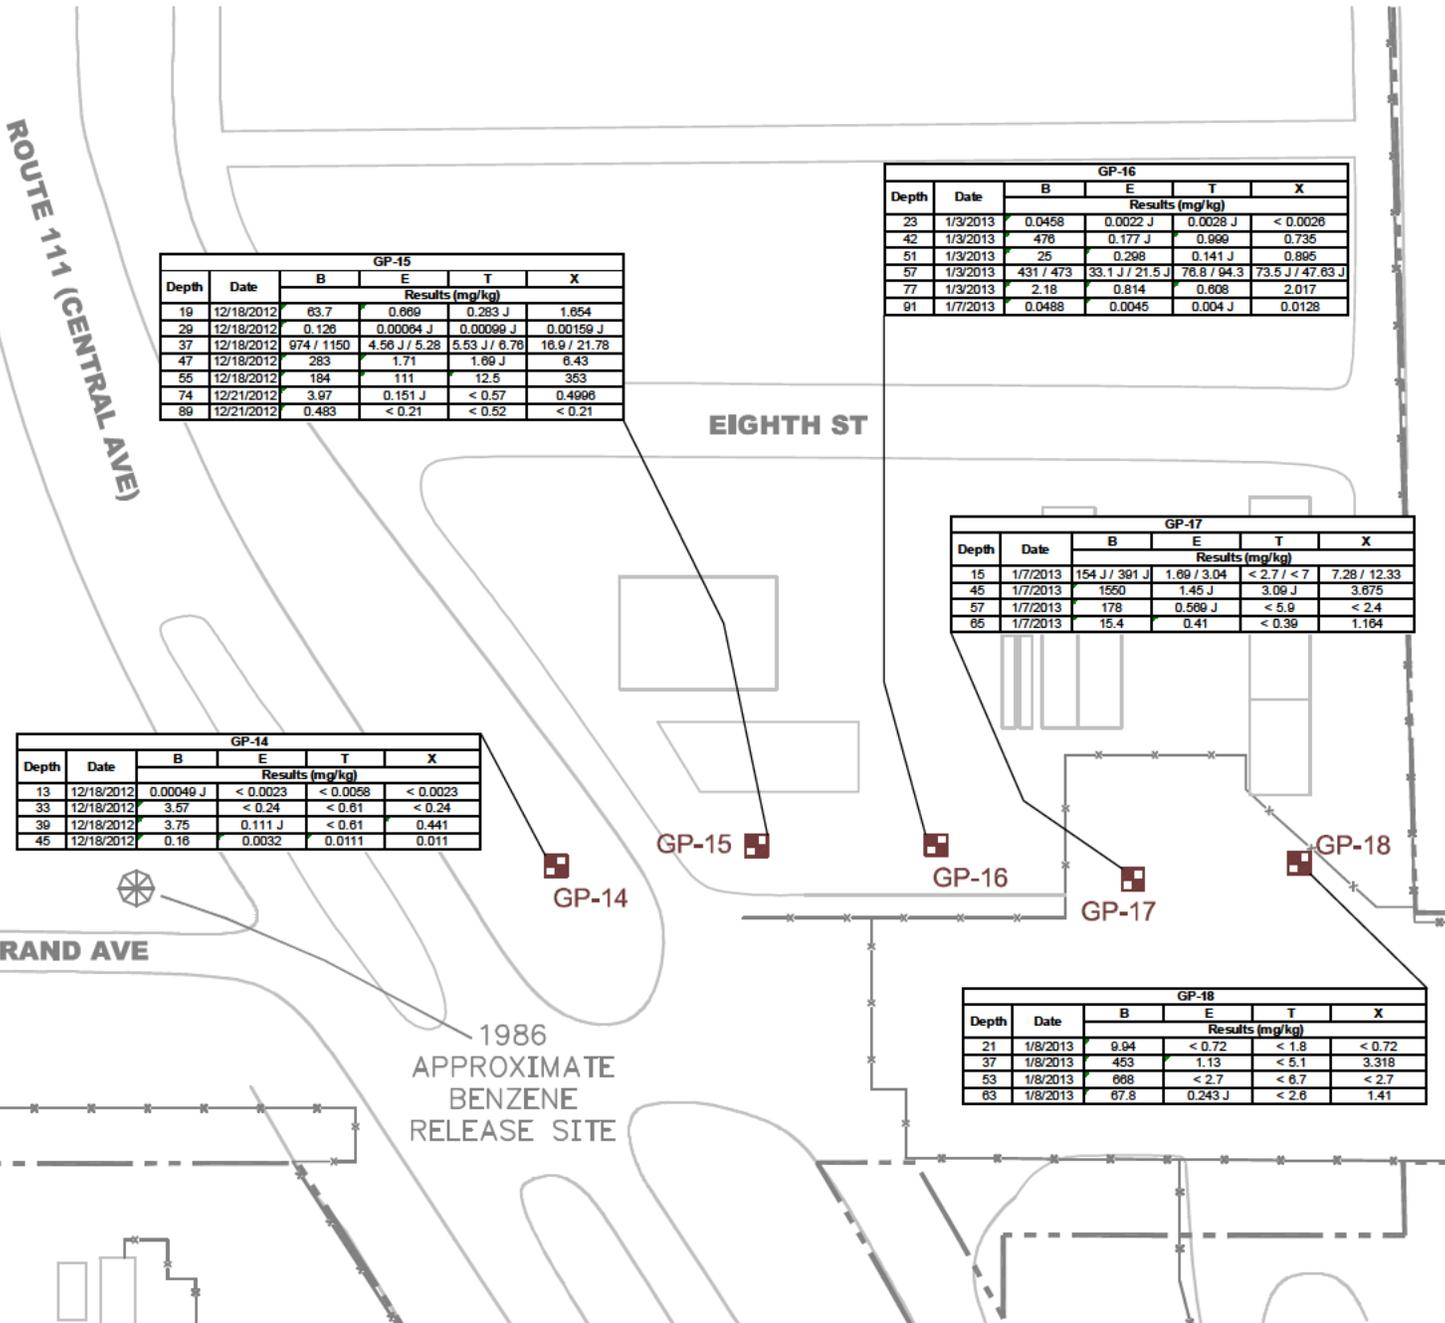 ROUTE 111 (CENTRAL AVE)
GP-16
Depth Date B E T X
Results (mg/kg)
23 1/3/2013 0.0458 0.0022 J 0.0028 J < 0.0026
42 1/3/2013 476 0.177 J 0.999 0.735
51 1/3/2013 25 0.298 0.141 J 0.895
57 1/3/2013 431 / 473 33.1 J / 21.5 J 76.8 / 94.3 73.5 J / 47.63 J
77 1/3/2013 2.18 0.814 0.608 2.017
91 1/7/2013 0.0488 0.0045 0.004 J 0.0128
GP-15
Depth Date B E T X
Results (mg/kg)
19 12/18/2012 63.7 0.669 0.283 J 1.654
29 12/18/2012 0.126 0.00064 J 0.00099 J 0.00159 J
37 12/18/2012 974 / 1150 4.56 J / 5.28 5.53 J / 6.76 16.9 / 21.78
47 12/18/2012 283 1.71 1.69 J 6.43
55 12/18/2012 184 111 12.5 353
74 12/21/2012 3.97 0.151 J < 0.57 0.4996
89 12/21/2012 0.483 < 0.21 < 0.52 < 0.21
EIGHTH ST
GP-17
Depth Date B E T X
Results (mg/kg)
15 1/7/2013 154 J / 391 J 1.69 / 3.04 < 2.7 / < 7 7.28 / 12.33
45 1/7/2013 1550 1.45 J 3.09 J 3.675
57 1/7/2013 178 0.569 J < 5.9 < 2.4
65 1/7/2013 15.4 0.41 < 0.39 1.164
GP-14
Depth Date B E T X
Results (mg/kg)
13 12/18/2012 0.00049 J < 0.0023 < 0.0058 < 0.0023
33 12/18/2012 3.57 < 0.24 < 0.61 < 0.24
39 12/18/2012 3.75 0.111 J < 0.61 0.441
45 12/18/2012 0.16 0.0032 0.0111 0.011
GP-15
GP-18
GP-16
GP-14
GP-17
RAND AVE
GP-18
Depth Date B E T X
Results (mg/kg)
21 1/8/2013 9.94 < 0.72 < 1.8 < 0.72
37 1/8/2013 453 1.13 < 5.1 3.318
53 1/8/2013 668 < 2.7 < 6.7 < 2.7
63 1/8/2013 67.8 0.243 J < 2.6 1.41
1986
APPROXIMATE
BENZENE
RELEASE SITE